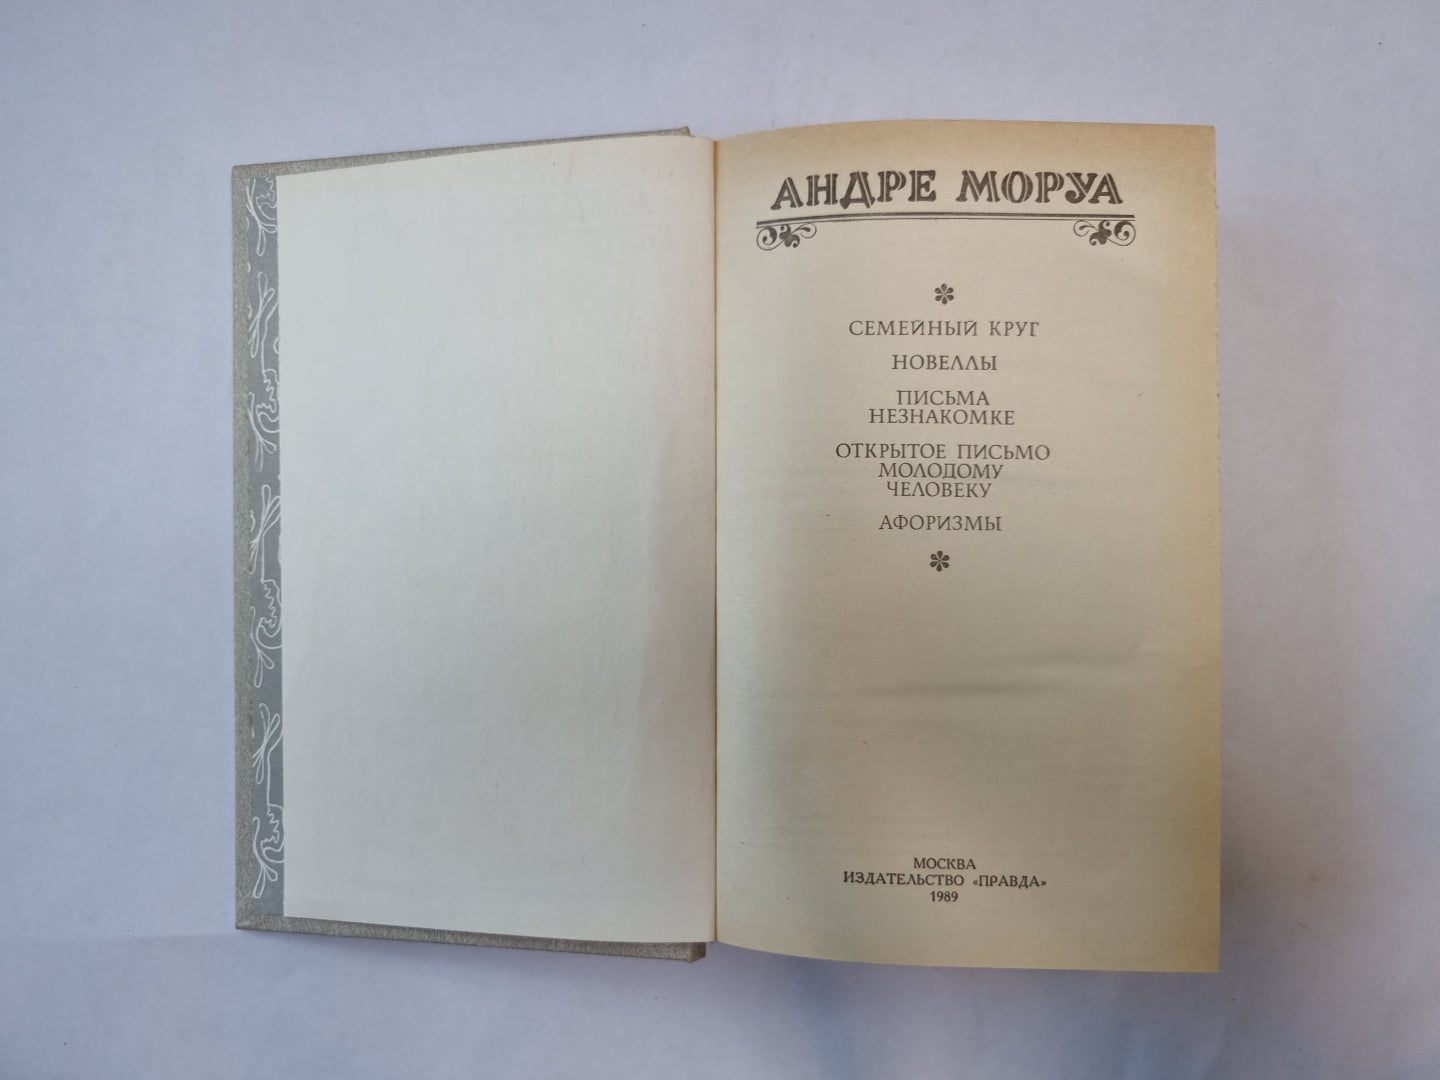 АНДРЕ МОРУА
СЕМЕЙНЫЙ КРУГ
НОВЕЛЛЫ
ПИСЬМА
НЕЗНАКОМКЕ
ОТКРЫТОЕ ПИСЬМО
МОЛОДОМУ
ЧЕЛОВЕКУ
АФОРИЗМЫ
МОСКВА
ИЗДАТЕЛЬСТВО «ПРАВДА»
1989